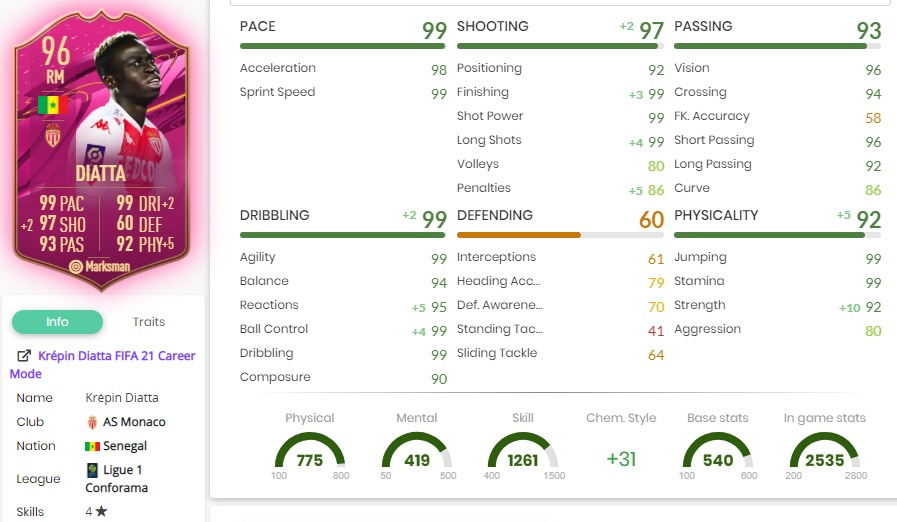 96
RM
DIATTA
99 PAC 99 DRI+2
+2 97 SHO 60 DEF
93 PAS 92 PHY+5
Marksman
Info Traits
Krépin Diatta FIFA 21 Career
Mode
Name Krépin Diatta
Club AS Monaco
Nation Senegal
League Ligue 1
Conforama
Skills 4★
PACE 99
Acceleration 98
Sprint Speed 99
SHOOTING +2 97
Positioning 92
Finishing +3 99
Shot Power 99
Long Shots +4 99
Volleys 80
Penalties +5 86
PASSING 93
Vision 96
Crossing 94
FK. Accuracy 58
Short Passing 96
Long Passing 92
Curve 86
DRIBBLING +2 99
Agility 99
Balance 94
Reactions +5 95
Ball Control +4 99
Dribbling 99
Composure 90
DEFENDING 60
Interceptions 61
Heading Acc... 79
Def. Awarene... 70
Standing Tac... 41
Sliding Tackle 64
PHYSICALITY +5 92
Jumping 99
Stamina 99
Strength +10 92
Aggression 80
Physical Mental Skill Chem. Style Base stats In game stats
775 419 1261 +31 540 2535
100 800 50 500 400 1500 100 600 200 2800